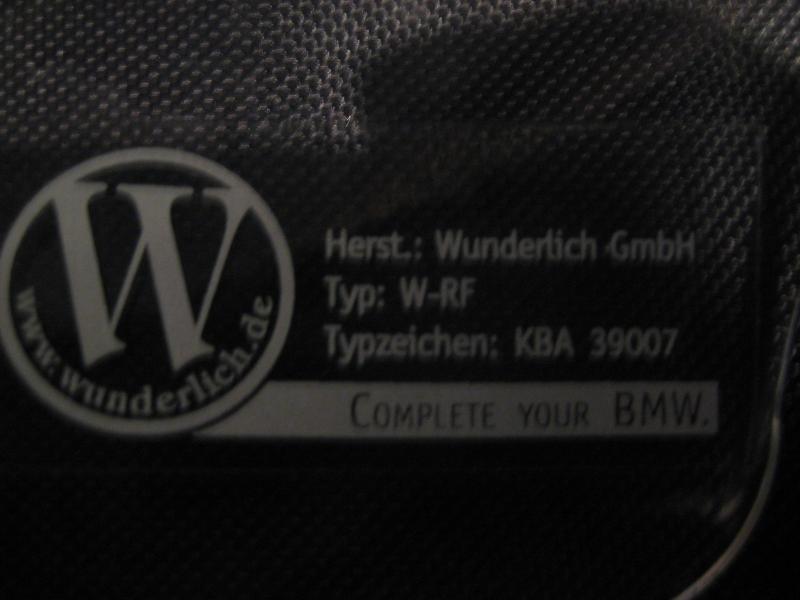 W
www.wunderlich.de
Herst.: Wunderlich GmbH
Typ: W-RF
Typzeichen: KBA 39007
COMPLETE YOUR BMW.